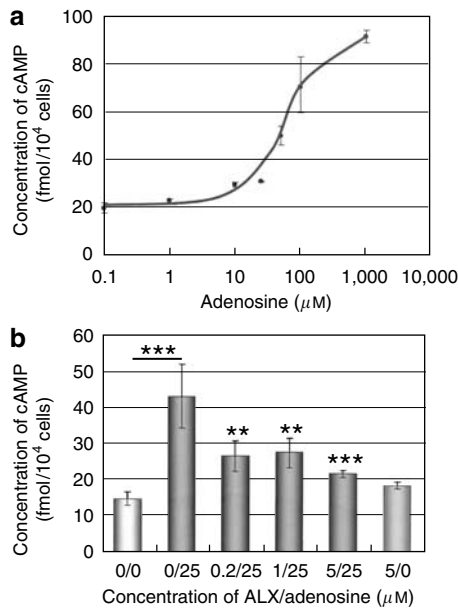 a
Concentration of cAMP
(fmol/10⁴ cells)
100
80
60
40
20
0
0.1 1 10 100 1,000 10,000
Adenosine (μM)
b
Concentration of cAMP
(fmol/10⁴ cells)
60
50
40
30
20
10
0
***
** ** ***
0/0 0/25 0.2/25 1/25 5/25 5/0
Concentration of ALX/adenosine (μM)